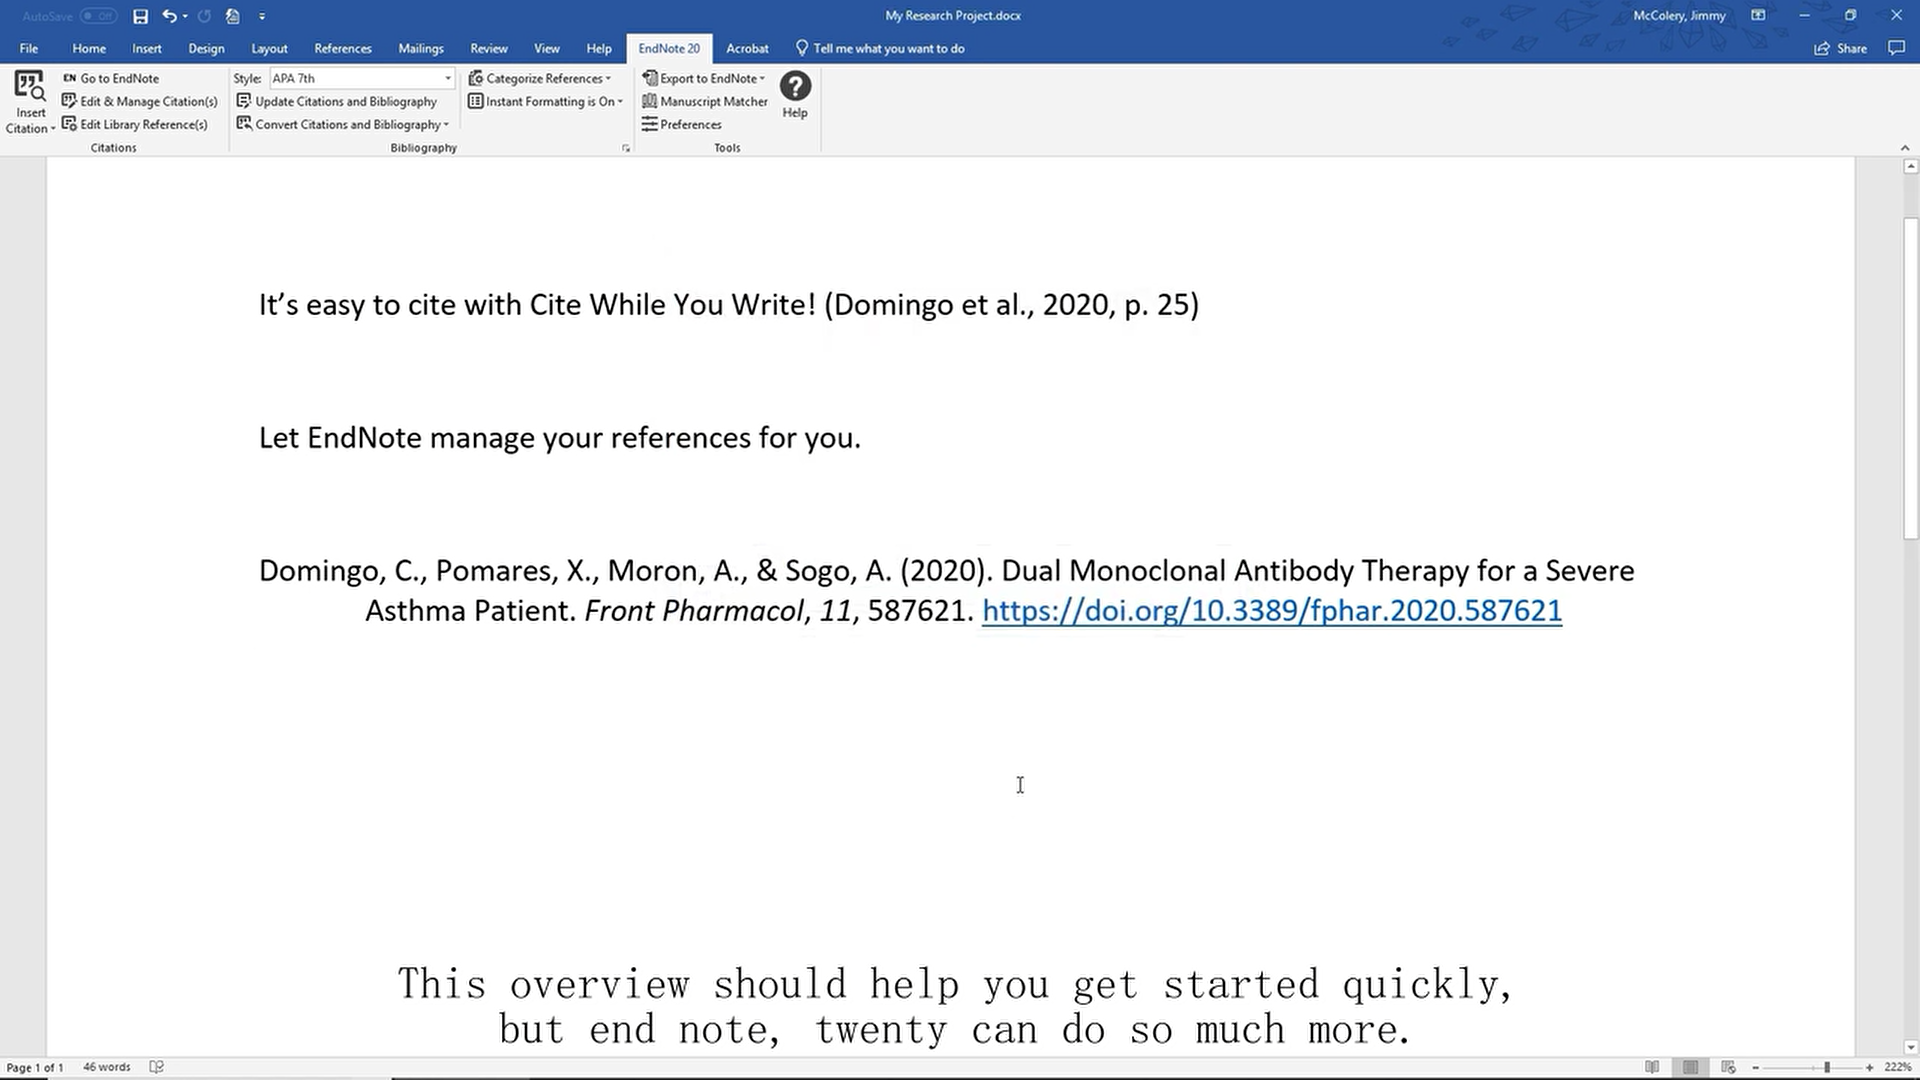 AutoSave Off My Research Project.docx McColery, Jimmy
File Home Insert Design Layout References Mailings Review View Help EndNote 20 Acrobat Tell me what you want to do Share
Insert Citation
EN Go to EndNote
Edit & Manage Citation(s)
Edit Library Reference(s)
Citations
Style: APA 7th
Update Citations and Bibliography
Convert Citations and Bibliography
Categorize References
Instant Formatting is On
Bibliography
Export to EndNote
Manuscript Matcher
Preferences
Help
Tools
It’s easy to cite with Cite While You Write! (Domingo et al., 2020, p. 25)
Let EndNote manage your references for you.
Domingo, C., Pomares, X., Moron, A., & Sogo, A. (2020). Dual Monoclonal Antibody Therapy for a Severe
Asthma Patient. Front Pharmacol, 11, 587621. https://doi.org/10.3389/fphar.2020.587621
This overview should help you get started quickly,
but end note, twenty can do so much more.
Page 1 of 1 46 words 222%